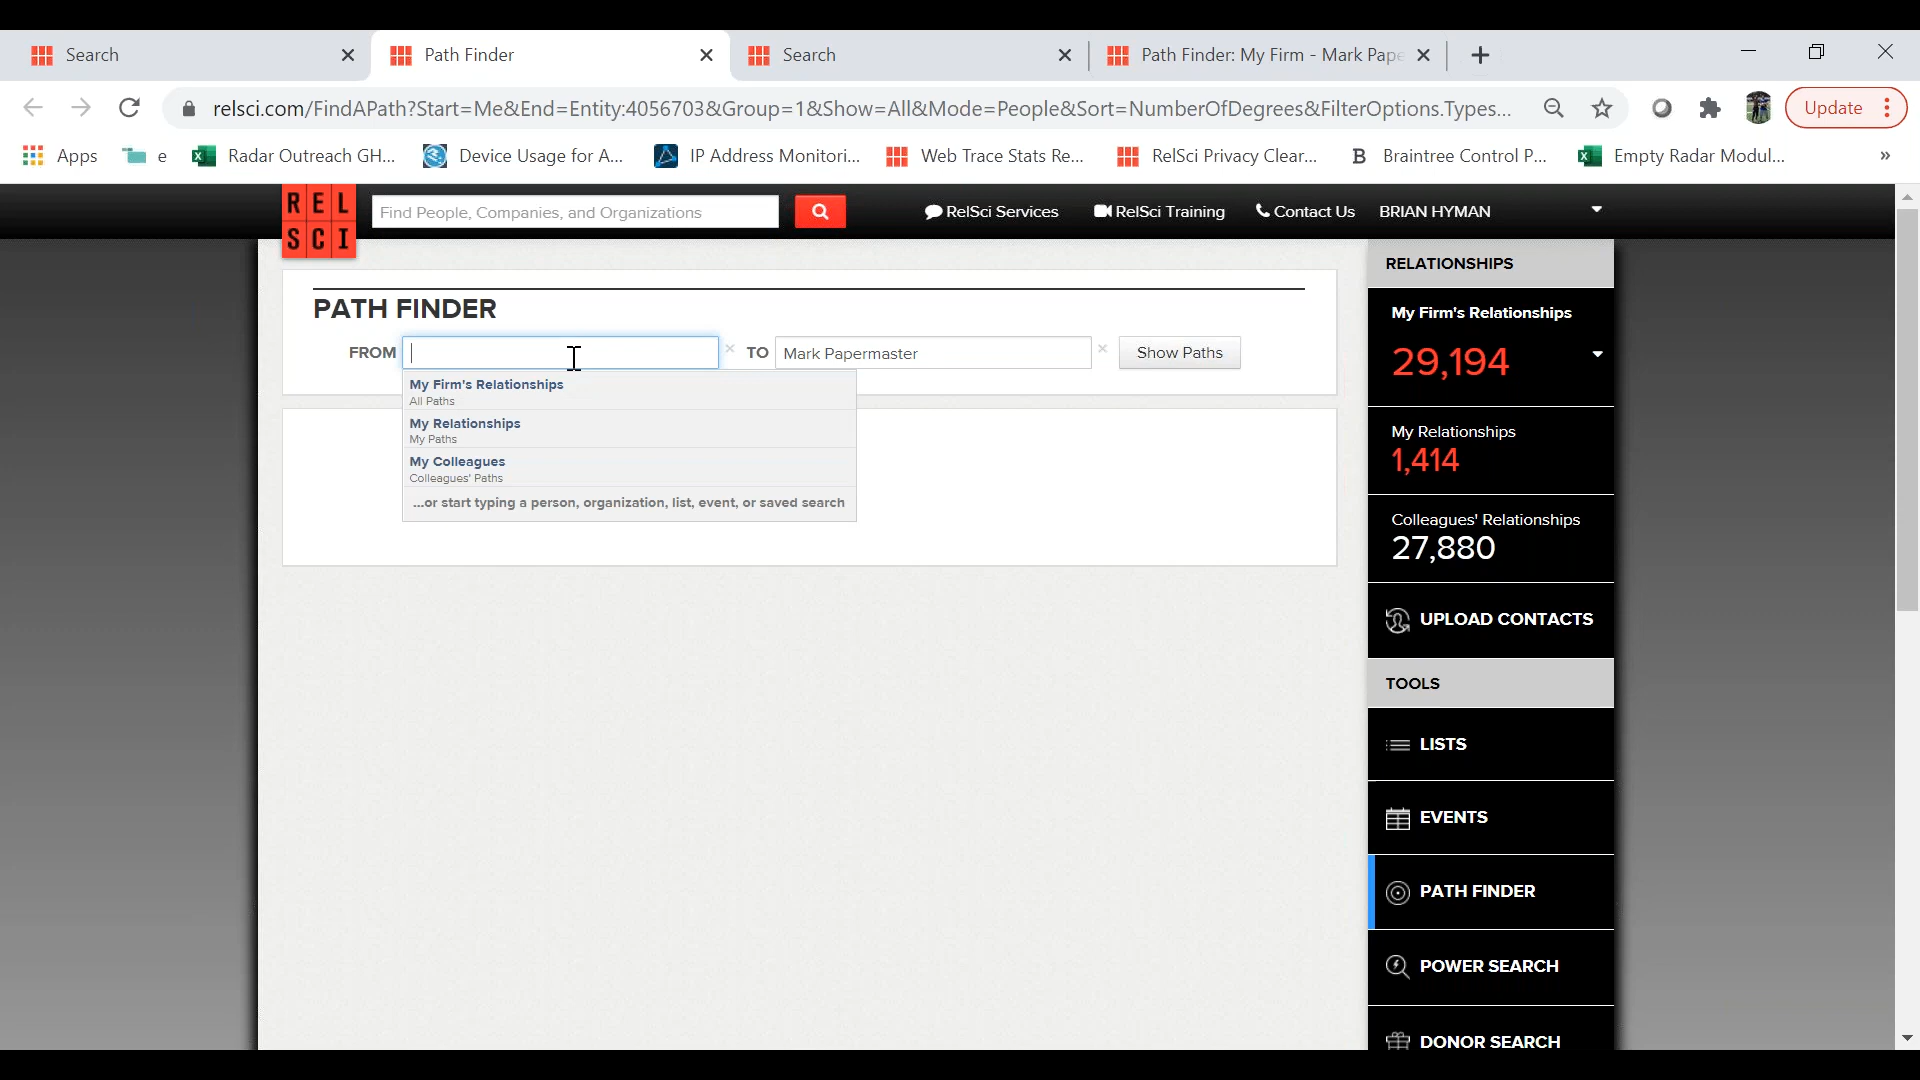 Search
Path Finder
Search
Path Finder: My Firm - Mark Pape
relsci.com/FindAPath?Start=Me&End=Entity:4056703&Group=1&Show=All&Mode=People&Sort=NumberOfDegrees&FilterOptions.Types...
Update
Apps
e
Radar Outreach GH...
Device Usage for A...
IP Address Monitori...
Web Trace Stats Re...
RelSci Privacy Clear...
B Braintree Control P...
Empty Radar Modul...
»
REL
SCI
Find People, Companies, and Organizations
RelSci Services
RelSci Training
Contact Us
BRIAN HYMAN
PATH FINDER
FROM
TO
Mark Papermaster
Show Paths
My Firm's Relationships
All Paths
My Relationships
My Paths
My Colleagues
Colleagues' Paths
...or start typing a person, organization, list, event, or saved search
RELATIONSHIPS
My Firm's Relationships
29,194
My Relationships
1,414
Colleagues' Relationships
27,880
UPLOAD CONTACTS
TOOLS
LISTS
EVENTS
PATH FINDER
POWER SEARCH
DONOR SEARCH